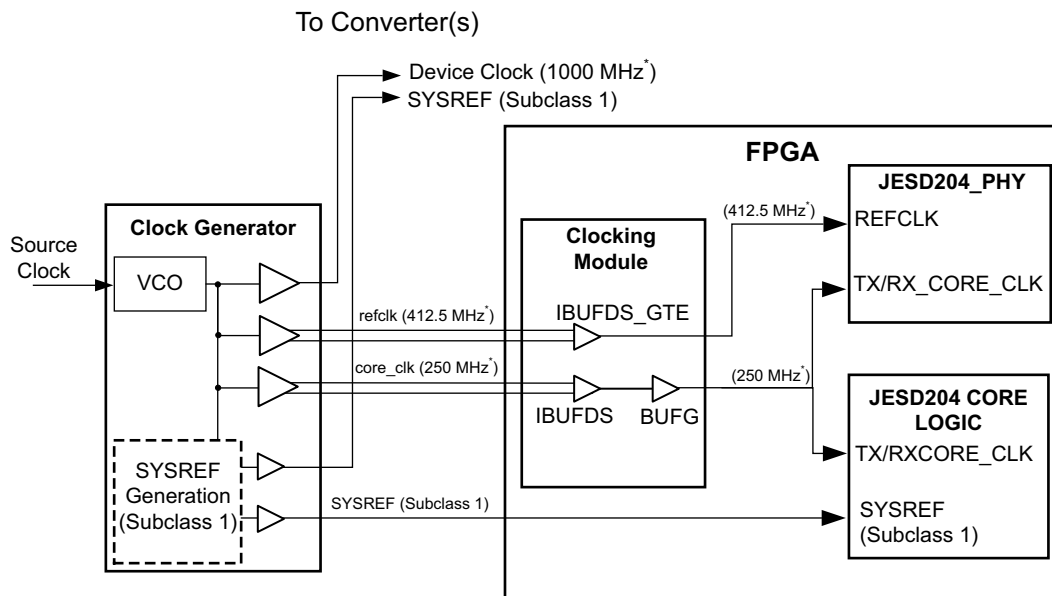 To Converter(s)
Device Clock (1000 MHz*)
SYSREF (Subclass 1)
FPGA
JESD204_PHY
(412.5 MHz*)
REFCLK
TX/RX_CORE_CLK
Clock Generator
Source
Clock
VCO
Clocking
Module
refclk (412.5 MHz*)
IBUFDS_GTE
core_clk (250 MHz*)
(250 MHz*)
IBUFDS
BUFG
JESD204 CORE
LOGIC
TX/RXCORE_CLK
SYSREF
Generation
(Subclass 1)
SYSREF (Subclass 1)
SYSREF
(Subclass 1)